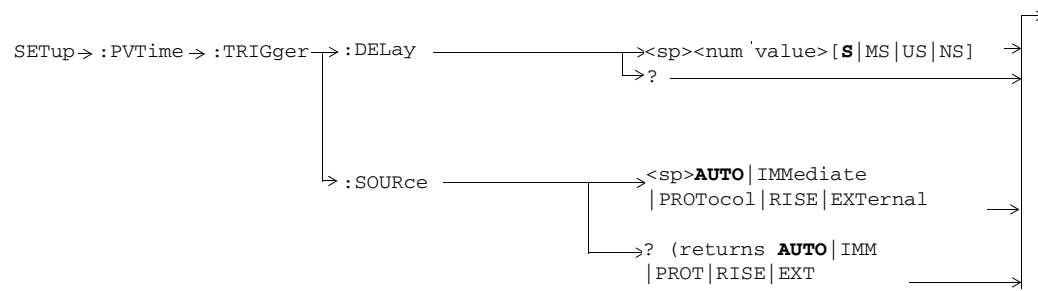 SETup :PVTime :TRIGger :DELay <sp><num value>[S|MS|US|NS]
?
:SOURce <sp>AUTO|IMMediate
|PROTocol|RISE|EXTernal
? (returns AUTO|IMM
|PROT|RISE|EXT